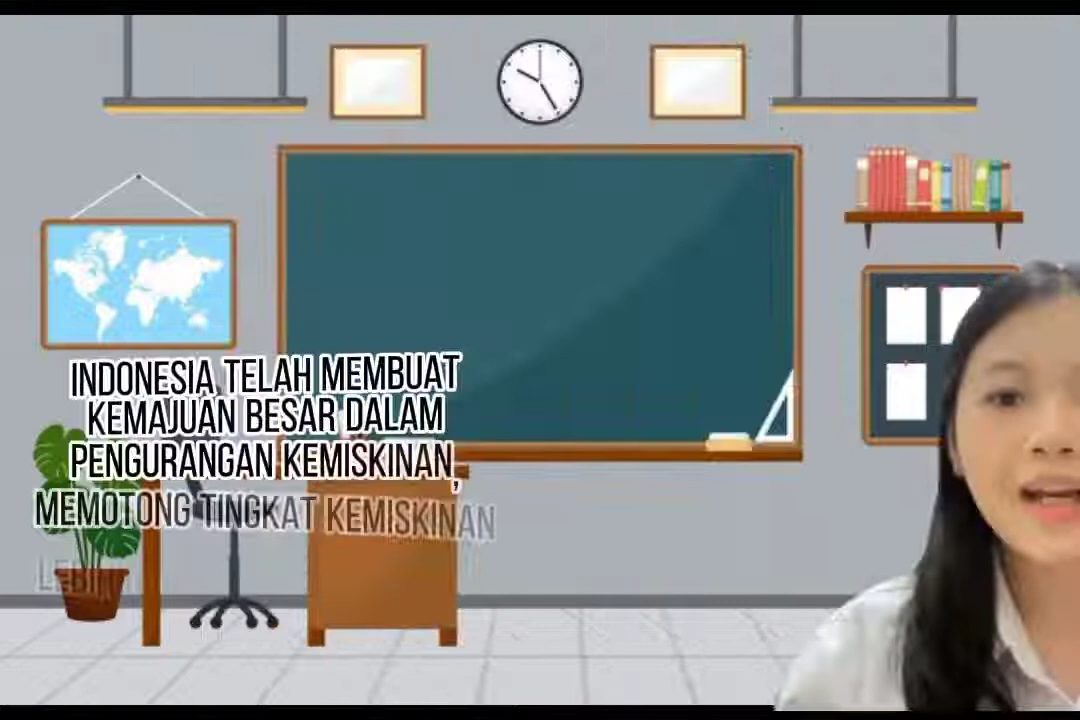 INDONESIA TELAH MEMBUAT
KEMAJUAN BESAR DALAM
PENGURANGAN KEMISKINAN,
MEMOTONG TINGKAT KEMISKINAN